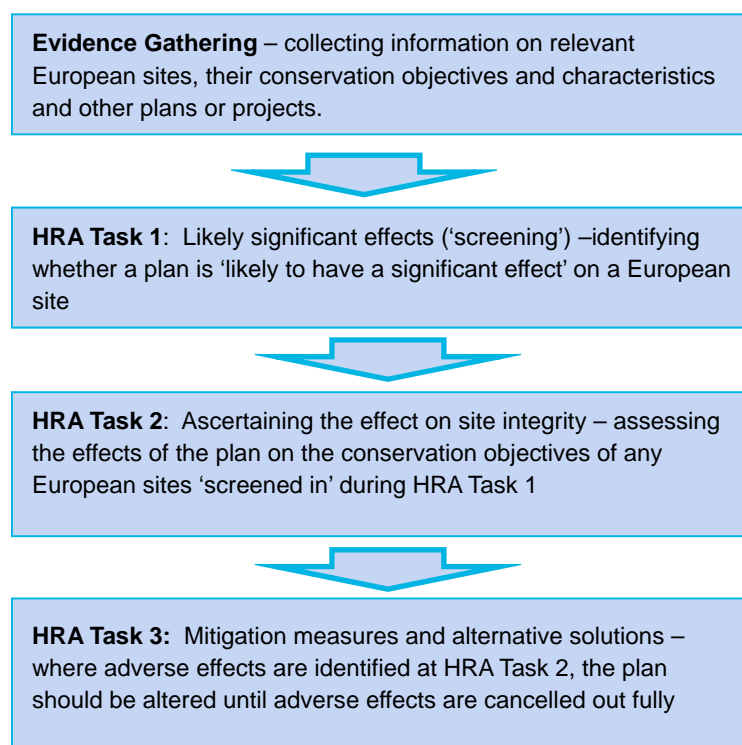 Evidence Gathering – collecting information on relevant
European sites, their conservation objectives and characteristics
and other plans or projects.
HRA Task 1:  Likely significant effects (‘screening’) –identifying
whether a plan is ‘likely to have a significant effect’ on a European
site
HRA Task 2:  Ascertaining the effect on site integrity – assessing
the effects of the plan on the conservation objectives of any
European sites ‘screened in’ during HRA Task 1
HRA Task 3:  Mitigation measures and alternative solutions –
where adverse effects are identified at HRA Task 2, the plan
should be altered until adverse effects are cancelled out fully